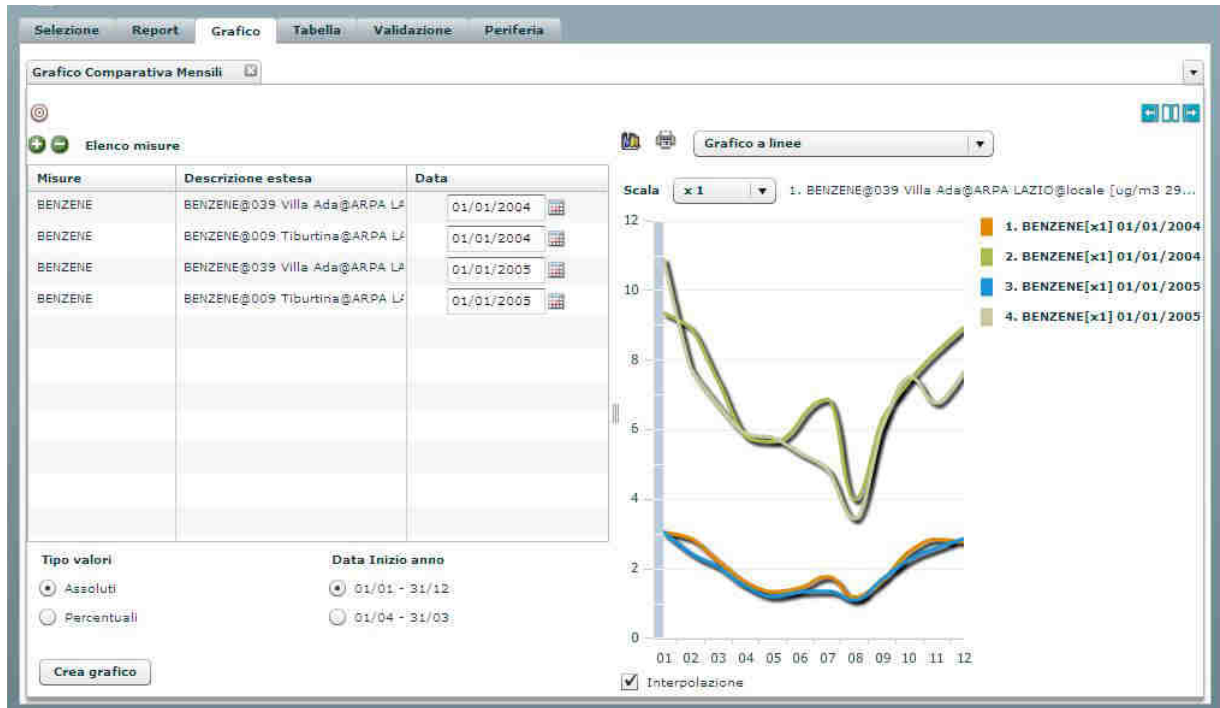 Selezione Report Grafico Tabella Validazione Periferia
Grafico Comparativa Mensili
Elenco misure
Misure Descrizione estesa Data
BENZENE BENZENE@039 Villa Ada@ARPA LA 01/01/2004
BENZENE BENZENE@009 Tiburtina@ARPA LA 01/01/2004
BENZENE BENZENE@039 Villa Ada@ARPA LA 01/01/2005
BENZENE BENZENE@009 Tiburtina@ARPA LA 01/01/2005
Tipo valori Data Inizio anno
Assoluti 01/01 - 31/12
Percentuali 01/04 - 31/03
Crea grafico
Grafico a linee
Scala x 1 1. BENZENE@039 Villa Ada@ARPA LAZIO@locale [ug/m3 29...
12
10
8
6
4
2
0
01 02 03 04 05 06 07 08 09 10 11 12
1. BENZENE[x1] 01/01/2004
2. BENZENE[x1] 01/01/2004
3. BENZENE[x1] 01/01/2005
4. BENZENE[x1] 01/01/2005
Interpolazione